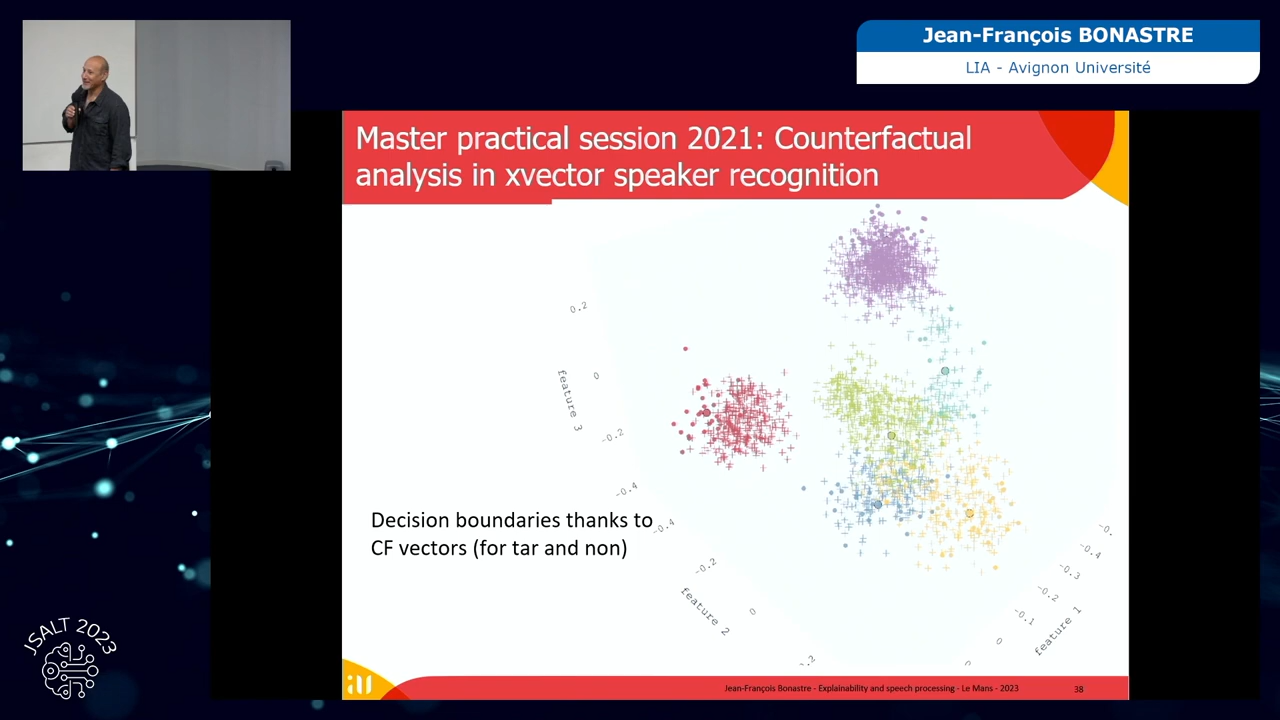 Jean-François BONASTRE
LIA - Avignon Université
Master practical session 2021: Counterfactual
analysis in xvector speaker recognition
0.2
0
-0.2
-0.4
feature 3
Decision boundaries thanks to
CF vectors (for tar and non)
-0.4
-0.2
0
feature 2
-0.4
-0.3
-0.2
-0.1
0
feature 1
JSALT 2023
Jean-François Bonastre - Explainability and speech processing - Le Mans - 2023
38